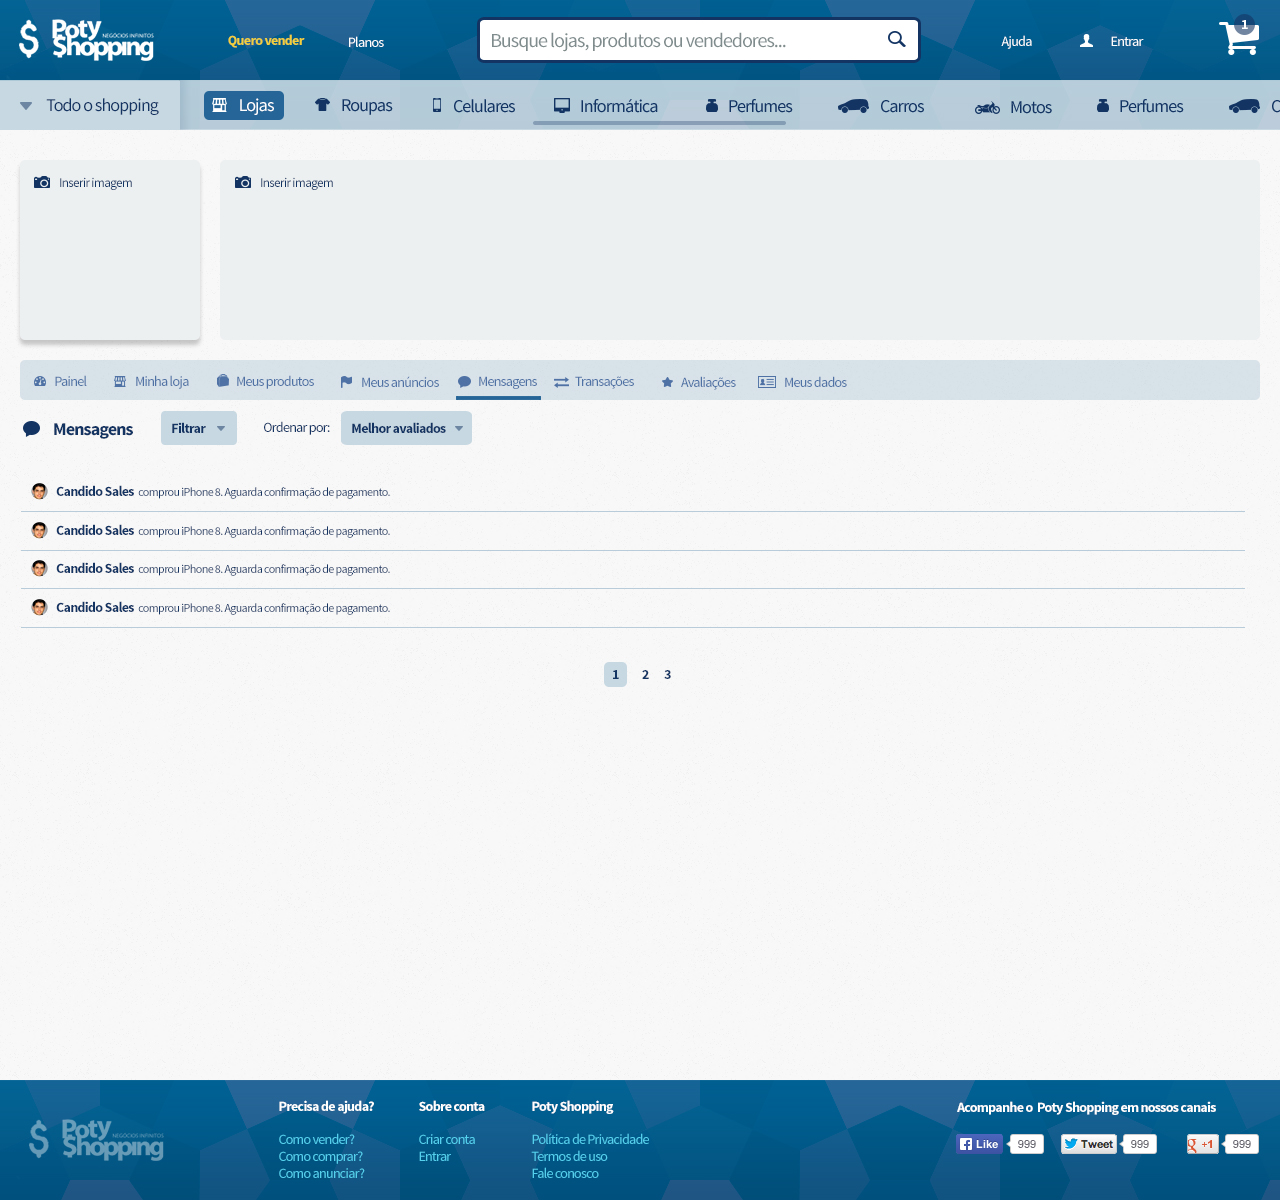 $ Poty Shopping NEGÓCIOS INFINITOS
Quero vender
Planos
Busque lojas, produtos ou vendedores...
Ajuda
Entrar
1
Todo o shopping
Lojas
Roupas
Celulares
Informática
Perfumes
Carros
Motos
Perfumes
C
Inserir imagem
Inserir imagem
Painel
Minha loja
Meus produtos
Meus anúncios
Mensagens
Transações
Avaliações
Meus dados
Mensagens
Filtrar
Ordenar por:
Melhor avaliados
Candido Sales comprou iPhone 8. Aguarda confirmação de pagamento.
Candido Sales comprou iPhone 8. Aguarda confirmação de pagamento.
Candido Sales comprou iPhone 8. Aguarda confirmação de pagamento.
Candido Sales comprou iPhone 8. Aguarda confirmação de pagamento.
1 2 3
$ Poty Shopping NEGÓCIOS INFINITOS
Precisa de ajuda?
Como vender?
Como comprar?
Como anunciar?
Sobre conta
Criar conta
Entrar
Poty Shopping
Política de Privacidade
Termos de uso
Fale conosco
Acompanhe o Poty Shopping em nossos canais
Like 999
Tweet 999
g +1 999